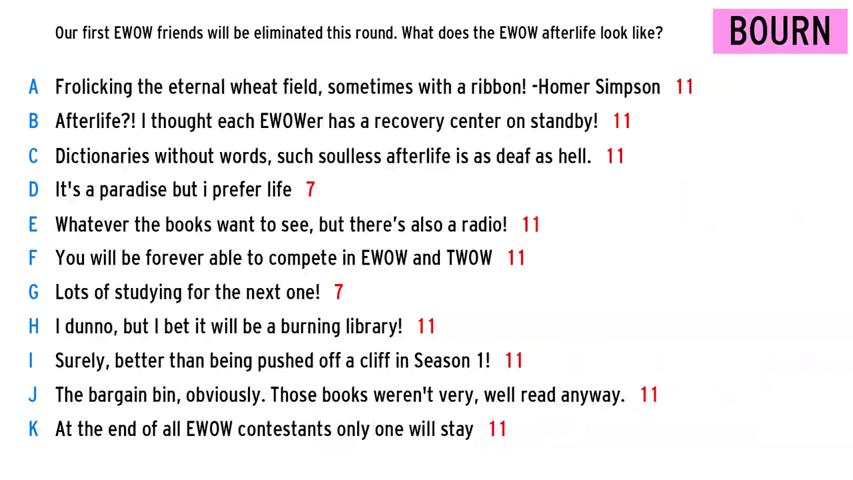 Our first EWOW friends will be eliminated this round. What does the EWOW afterlife look like?
BOURN
A Frolicking the eternal wheat field, sometimes with a ribbon! -Homer Simpson 11
B Afterlife?! I thought each EWOWer has a recovery center on standby! 11
C Dictionaries without words, such soulless afterlife is as deaf as hell. 11
D It's a paradise but i prefer life 7
E Whatever the books want to see, but there’s also a radio! 11
F You will be forever able to compete in EWOW and TWOW 11
G Lots of studying for the next one! 7
H I dunno, but I bet it will be a burning library! 11
I Surely, better than being pushed off a cliff in Season 1! 11
J The bargain bin, obviously. Those books weren't very, well read anyway. 11
K At the end of all EWOW contestants only one will stay 11